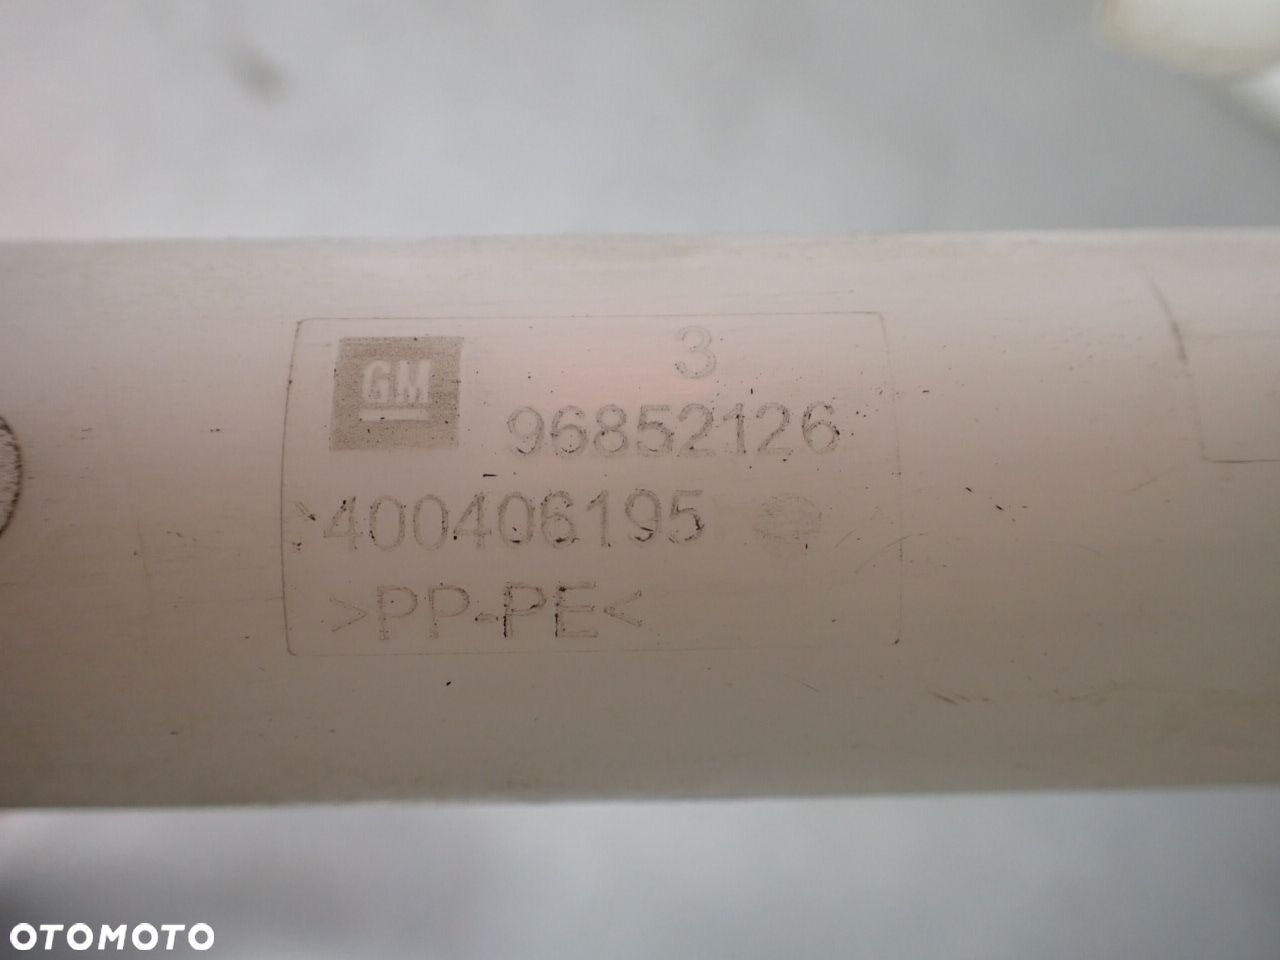 GM
3
96852126
400406195
>PP-PE<
OTOMOTO